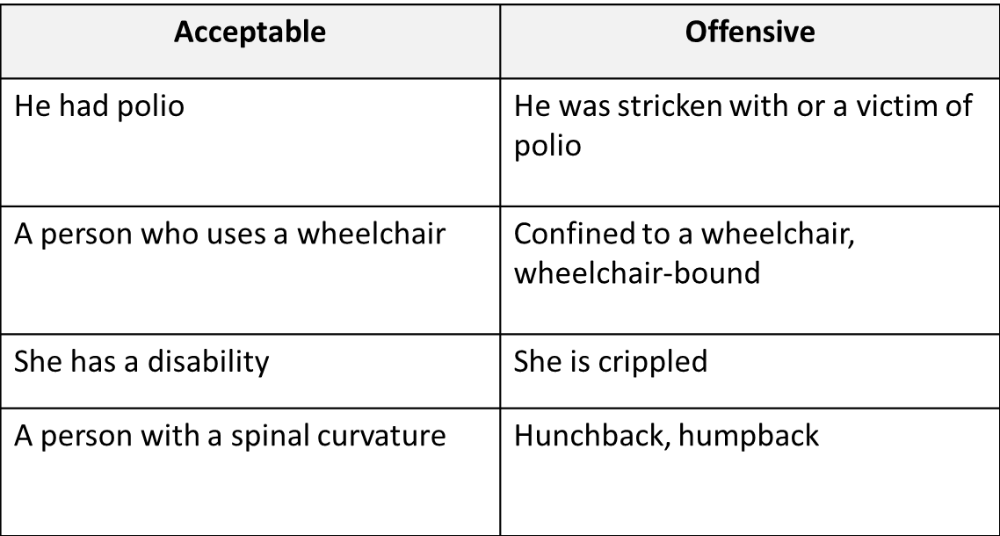 Acceptable
Offensive
He had polio
He was stricken with or a victim of
polio
A person who uses a wheelchair
Confined to a wheelchair,
wheelchair-bound
She has a disability
She is crippled
A person with a spinal curvature
Hunchback, humpback